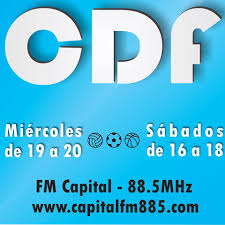 CDf
Miércoles Sábados
de 19 a 20 de 16 a 18
FM Capital - 88.5MHz
www.capitalfm885.com